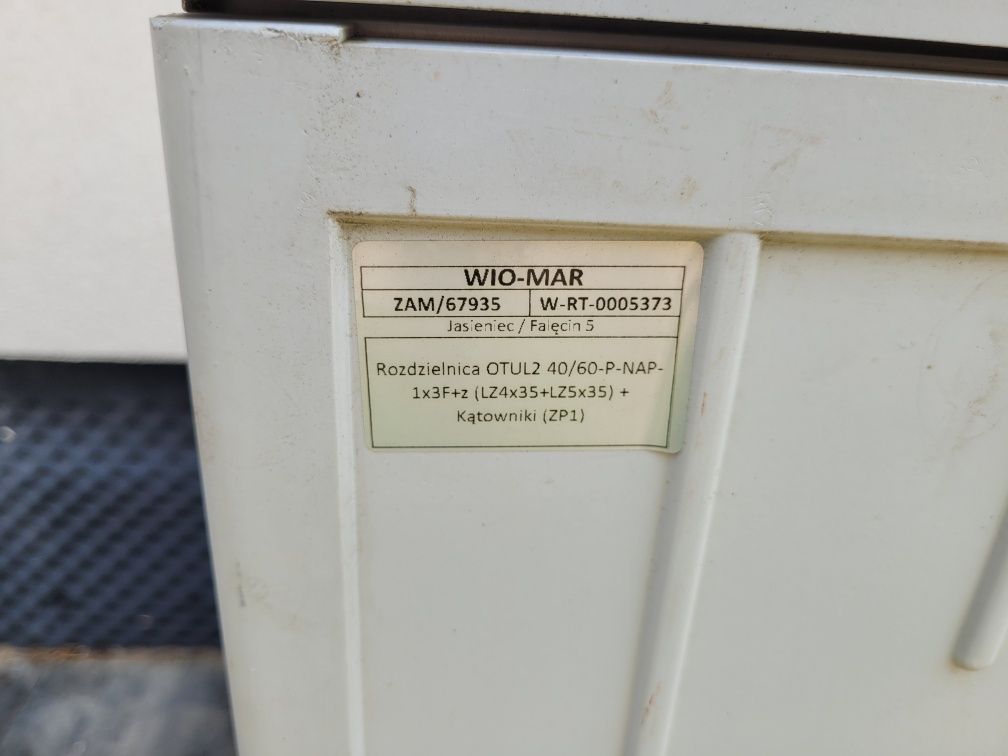 WIO-MAR
ZAM/67935 W-RT-0005373
Jasieniec / Falęcin 5
Rozdzielnica OTUL2 40/60-P-NAP-
1x3F+z (LZ4x35+LZ5x35) +
Kątowniki (ZP1)